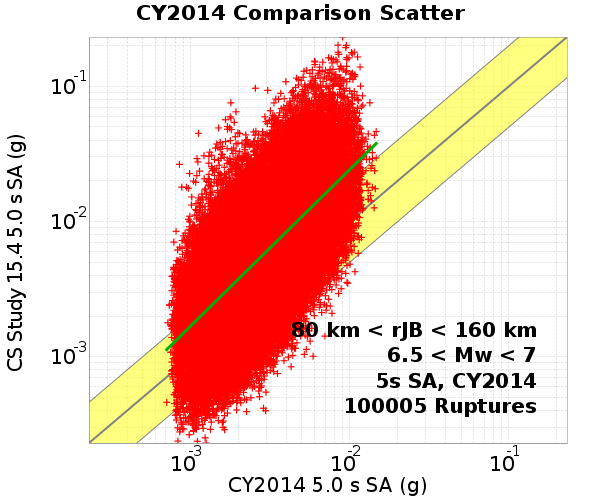 CY2014 Comparison Scatter
CS Study 15.4 5.0 s SA (g)
10⁻¹
10⁻²
10⁻³
80 km < rJB < 160 km
6.5 < Mw < 7
5s SA, CY2014
100005 Ruptures
10⁻³ 10⁻² 10⁻¹
CY2014 5.0 s SA (g)